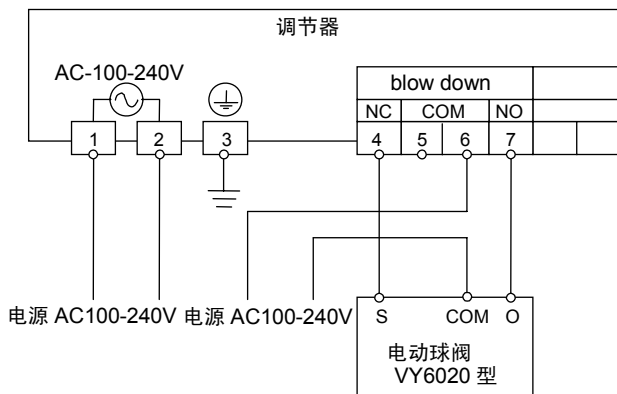 调节器
AC-100-240V
blow down
NC COM NO
1 2 3 4 5 6 7
电源 AC100-240V 电源 AC100-240V
S COM O
电动球阀
VY6020 型